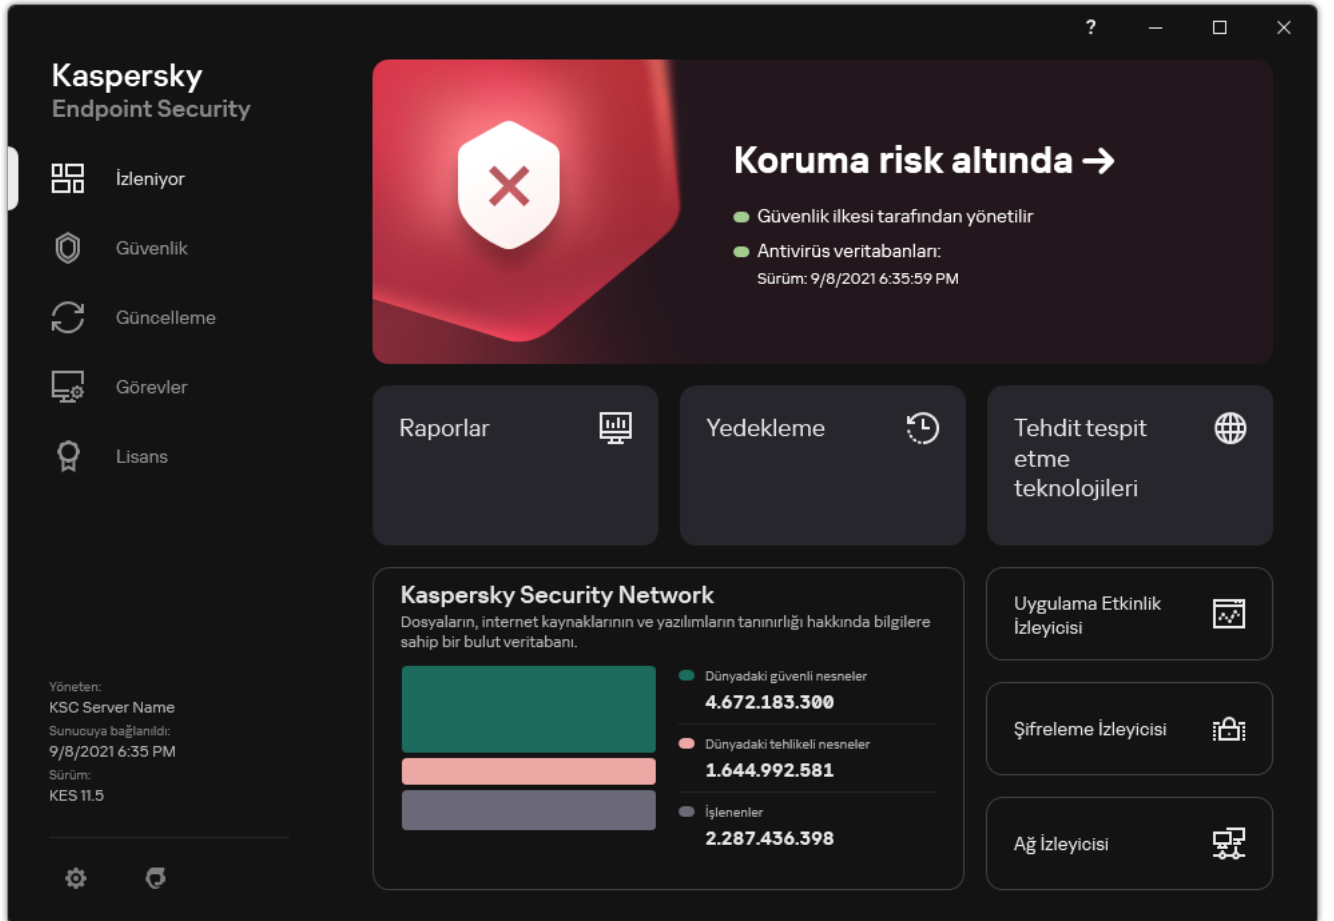 ?
Kaspersky
Endpoint Security
İzleniyor
Güvenlik
Güncelleme
Görevler
Lisans
Yöneten:
KSC Server Name
Sunucuya bağlanıldı:
9/8/2021 6:35 PM
Sürüm:
KES 11.5
Koruma risk altında →
Güvenlik ilkesi tarafından yönetilir
Antivirüs veritabanları:
Sürüm: 9/8/2021 6:35:59 PM
Raporlar
Yedekleme
Tehdit tespit
etme
teknolojileri
Kaspersky Security Network
Dosyaların, internet kaynaklarının ve yazılımların tanınırlığı hakkında bilgilere
sahip bir bulut veritabanı.
Dünyadaki güvenli nesneler
4.672.183.300
Dünyadaki tehlikeli nesneler
1.644.992.581
İşlenenler
2.287.436.398
Uygulama Etkinlik
İzleyicisi
Şifreleme İzleyicisi
Ağ İzleyicisi